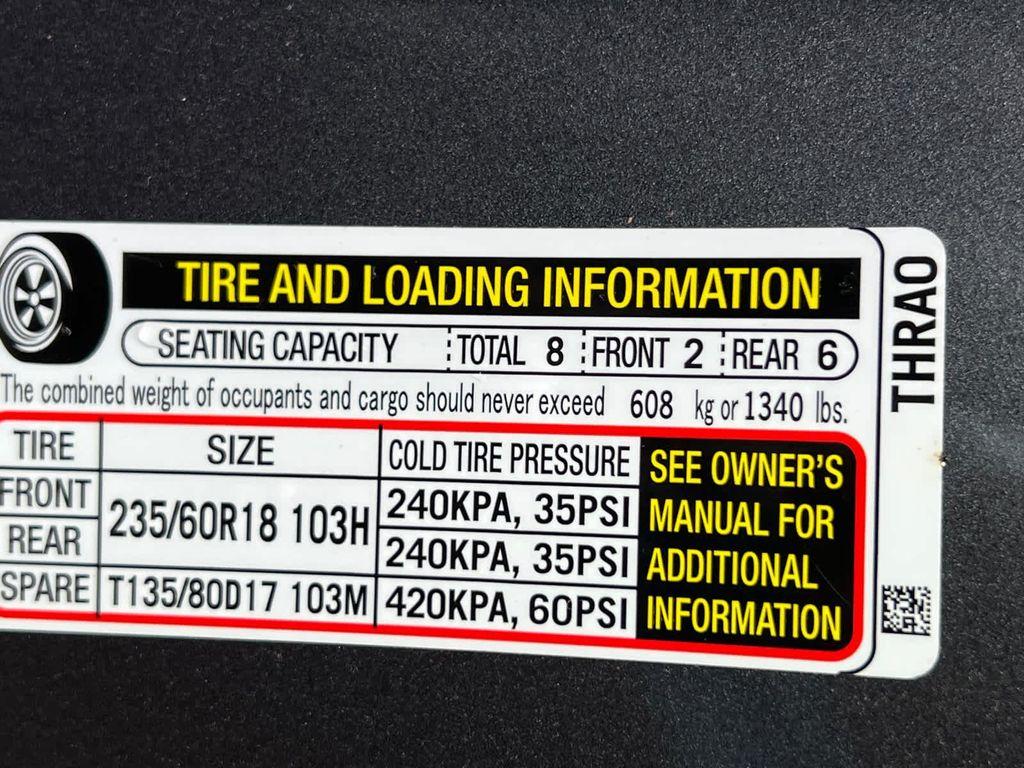 TIRE AND LOADING INFORMATION
SEATING CAPACITY TOTAL 8 FRONT 2 REAR 6
The combined weight of occupants and cargo should never exceed 608 kg or 1340 lbs.
TIRE SIZE COLD TIRE PRESSURE
FRONT 235/60R18 103H 240KPA, 35PSI
REAR 240KPA, 35PSI
SPARE T135/80D17 103M 420KPA, 60PSI
SEE OWNER'S
MANUAL FOR
ADDITIONAL
INFORMATION
THRAO